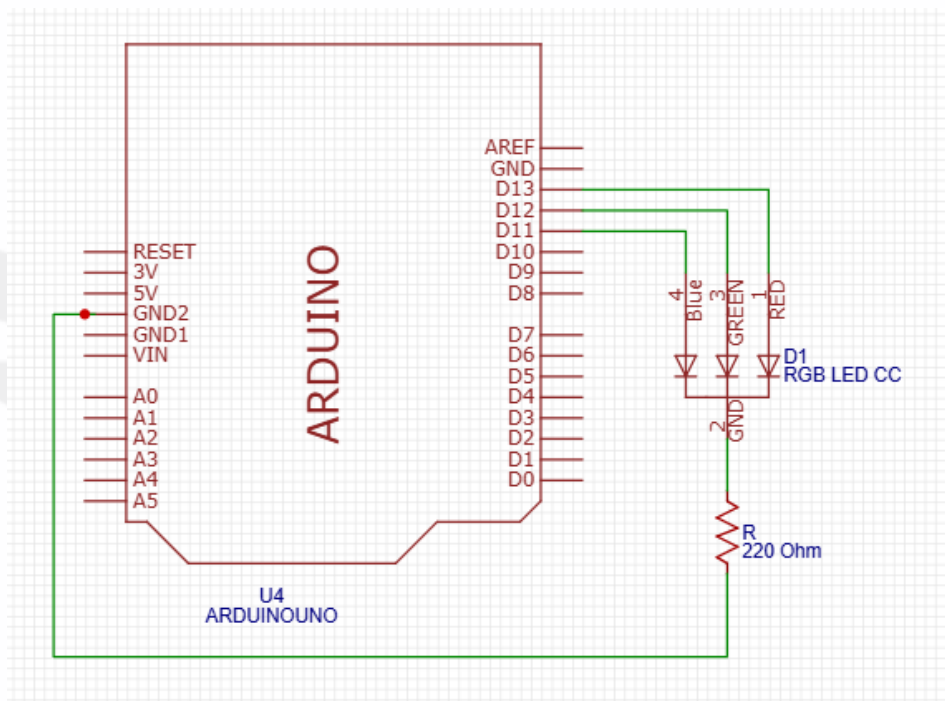 AREF
GND
D13
D12
D11
D10
D9
D8
D7
D6
D5
D4
D3
D2
D1
D0
RESET
3V
5V
GND2
GND1
VIN
A0
A1
A2
A3
A4
A5
ARDUINO
U4
ARDUINOUNO
4
Blue
3
GREEN
1
RED
D1
RGB LED CC
2
GND
R
220 Ohm